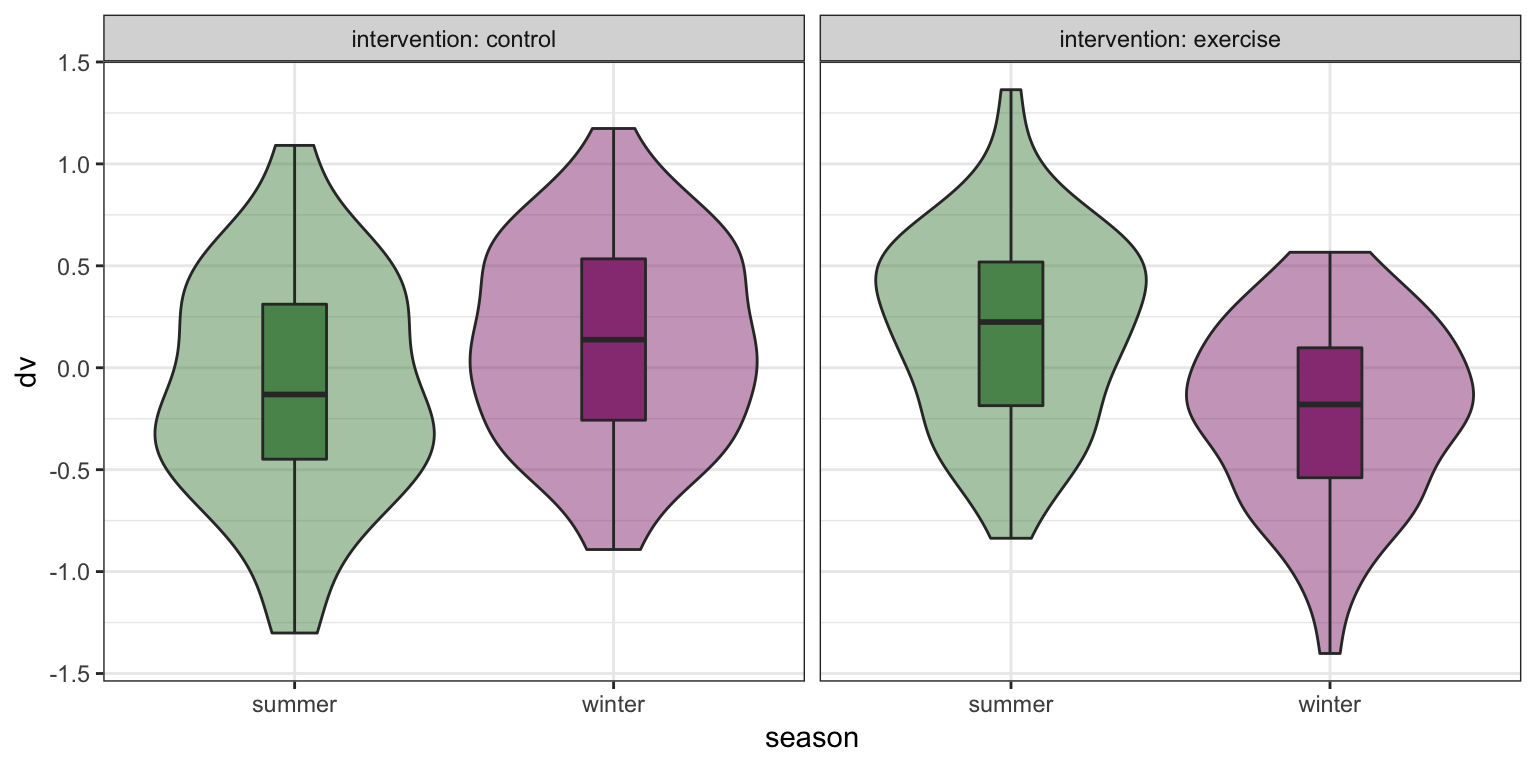 intervention: control
intervention: exercise
1.5
1.0
0.5
0.0
-0.5
-1.0
-1.5
dv
summer
winter
summer
winter
season